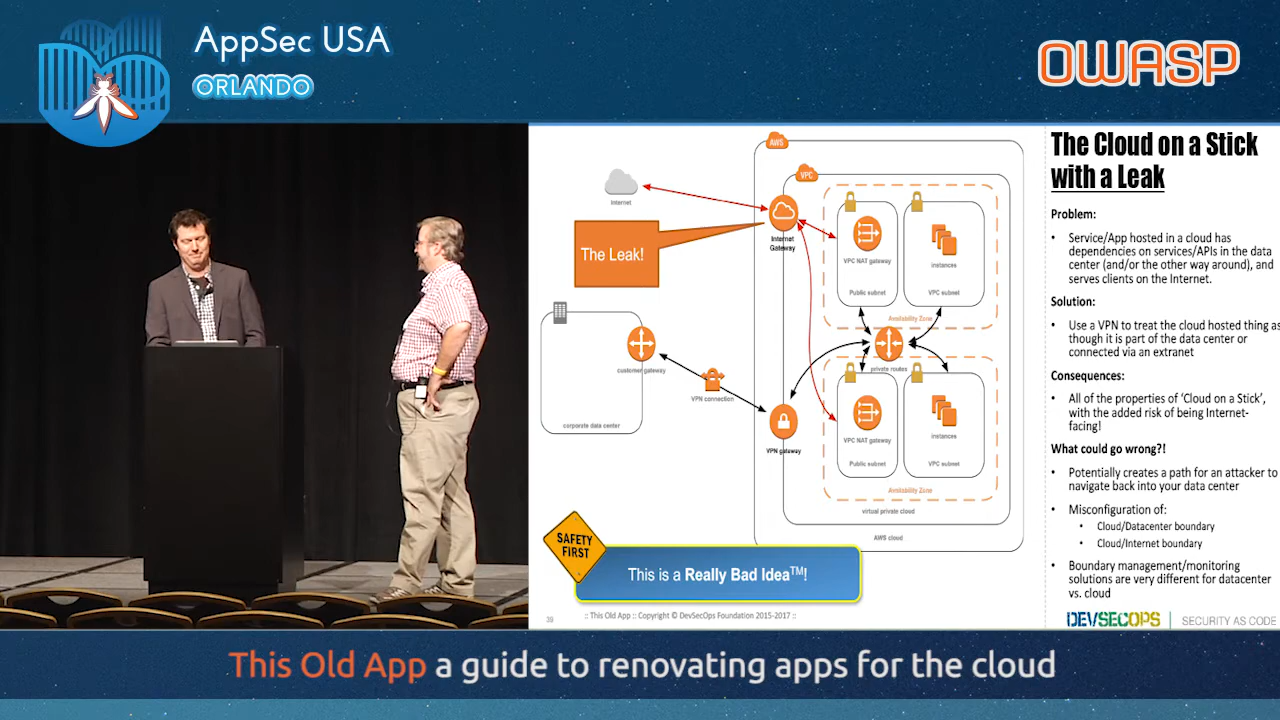 AppSec USA
ORLANDO
OWASP
AWS
VPC
Internet
The Leak!
Internet
Gateway
VPC NAT gateway
instances
Public subnet
VPC subnet
Availability Zone
customer gateway
private routes
VPN connection
corporate data center
VPN gateway
VPC NAT gateway
instances
Public subnet
VPC subnet
Availability Zone
virtual private cloud
AWS cloud
SAFETY
FIRST
This is a Really Bad Idea™!
39
:: This Old App :: Copyright © DevSecOps Foundation 2015-2017 ::
The Cloud on a Stick
with a Leak
Problem:
• Service/App hosted in a cloud has
dependencies on services/APIs in the data
center (and/or the other way around), and
serves clients on the Internet.
Solution:
• Use a VPN to treat the cloud hosted thing a
though it is part of the data center or
connected via an extranet
Consequences:
• All of the properties of ‘Cloud on a Stick’,
with the added risk of being Internet-
facing!
What could go wrong?!
• Potentially creates a path for an attacker to
navigate back into your data center
• Misconfiguration of:
• Cloud/Datacenter boundary
• Cloud/Internet boundary
• Boundary management/monitoring
solutions are very different for datacenter
vs. cloud
DEVSECOPS | SECURITY AS CODE
This Old App a guide to renovating apps for the cloud